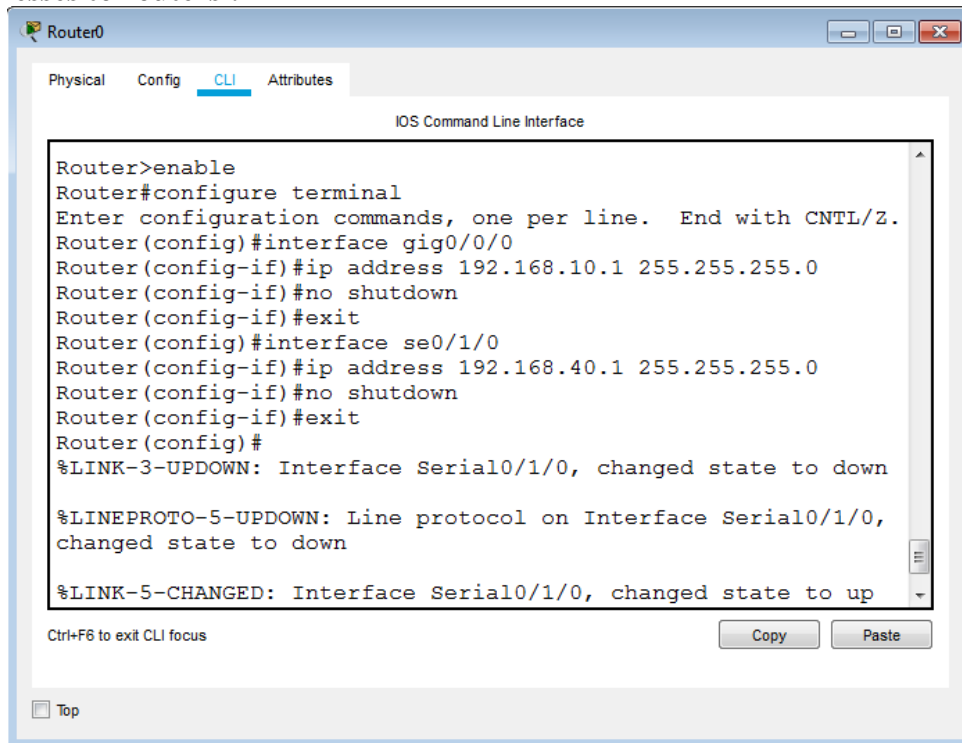 Router0
Physical Config CLI Attributes
IOS Command Line Interface
Router>enable
Router#configure terminal
Enter configuration commands, one per line.  End with CNTL/Z.
Router(config)#interface gig0/0/0
Router(config-if)#ip address 192.168.10.1 255.255.255.0
Router(config-if)#no shutdown
Router(config-if)#exit
Router(config)#interface se0/1/0
Router(config-if)#ip address 192.168.40.1 255.255.255.0
Router(config-if)#no shutdown
Router(config-if)#exit
Router(config)#
%LINK-3-UPDOWN: Interface Serial0/1/0, changed state to down
%LINEPROTO-5-UPDOWN: Line protocol on Interface Serial0/1/0,
changed state to down
%LINK-5-CHANGED: Interface Serial0/1/0, changed state to up
Ctrl+F6 to exit CLI focus
Copy Paste
Top